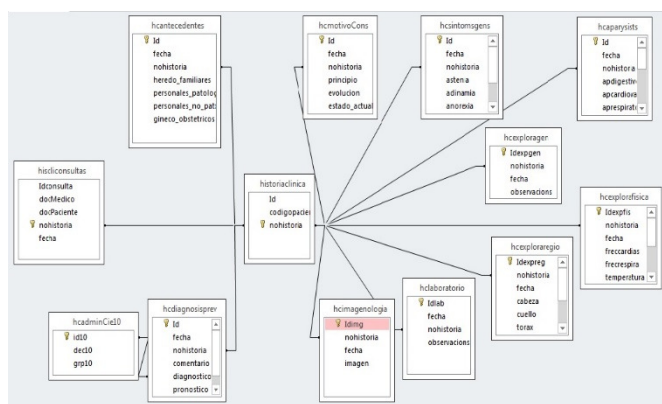 hcantecedentes
Id
fecha
nohistoria
heredo_familiares
personales_patolog
personales_no_pat
gineco_obstetricos
hcmotivoCons
Id
fecha
nohistoria
principio
evolucion
estado_actual
hcsintomsgens
Id
fecha
nohistoria
astenia
adinamia
anorexia
hcaparysists
Id
fecha
nohistoria
apdigestiv
apcardiova
aprespirat
hcexploragen
Idexpgen
nohistoria
fecha
observacions
hiscliconsultas
Idconsulta
docMedico
docPaciente
nohistoria
fecha
historiaclinica
Id
codigopacie
nohistoria
hcexplorafisica
Idexpfis
nohistoria
fecha
freccardias
frecrespira
temperatura
hcexploraregio
Idexpreg
nohistoria
fecha
cabeza
cuello
torax
hcadminCie10
id10
dec10
grp10
hcdiagnosisprev
Id
fecha
nohistoria
comentario
diagnostico
pronostico
hcimagenologia
Idimg
nohistoria
fecha
imagen
hclaboratorio
Idlab
fecha
nohistoria
observacions